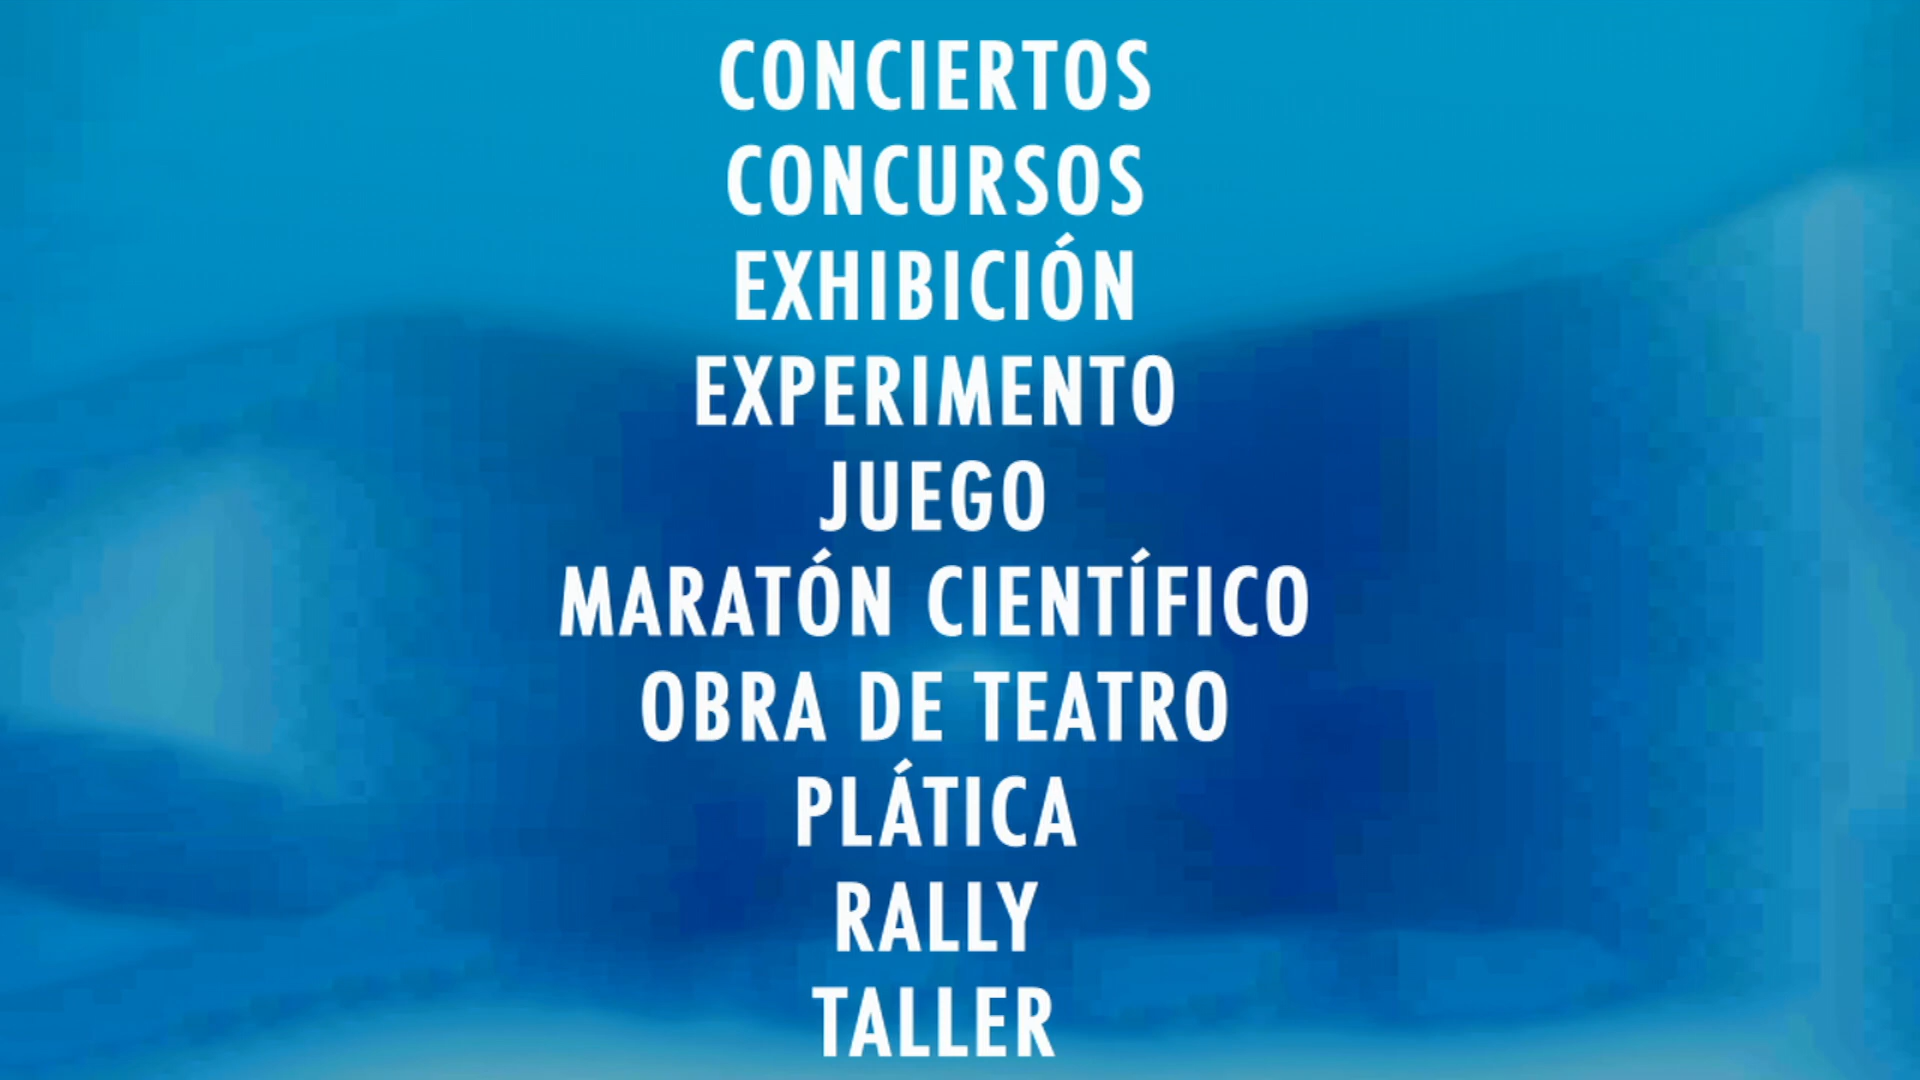 CONCIERTOS
CONCURSOS
EXHIBICIÓN
EXPERIMENTO
JUEGO
MARATÓN CIENTÍFICO
OBRA DE TEATRO
PLÁTICA
RALLY
TALLER